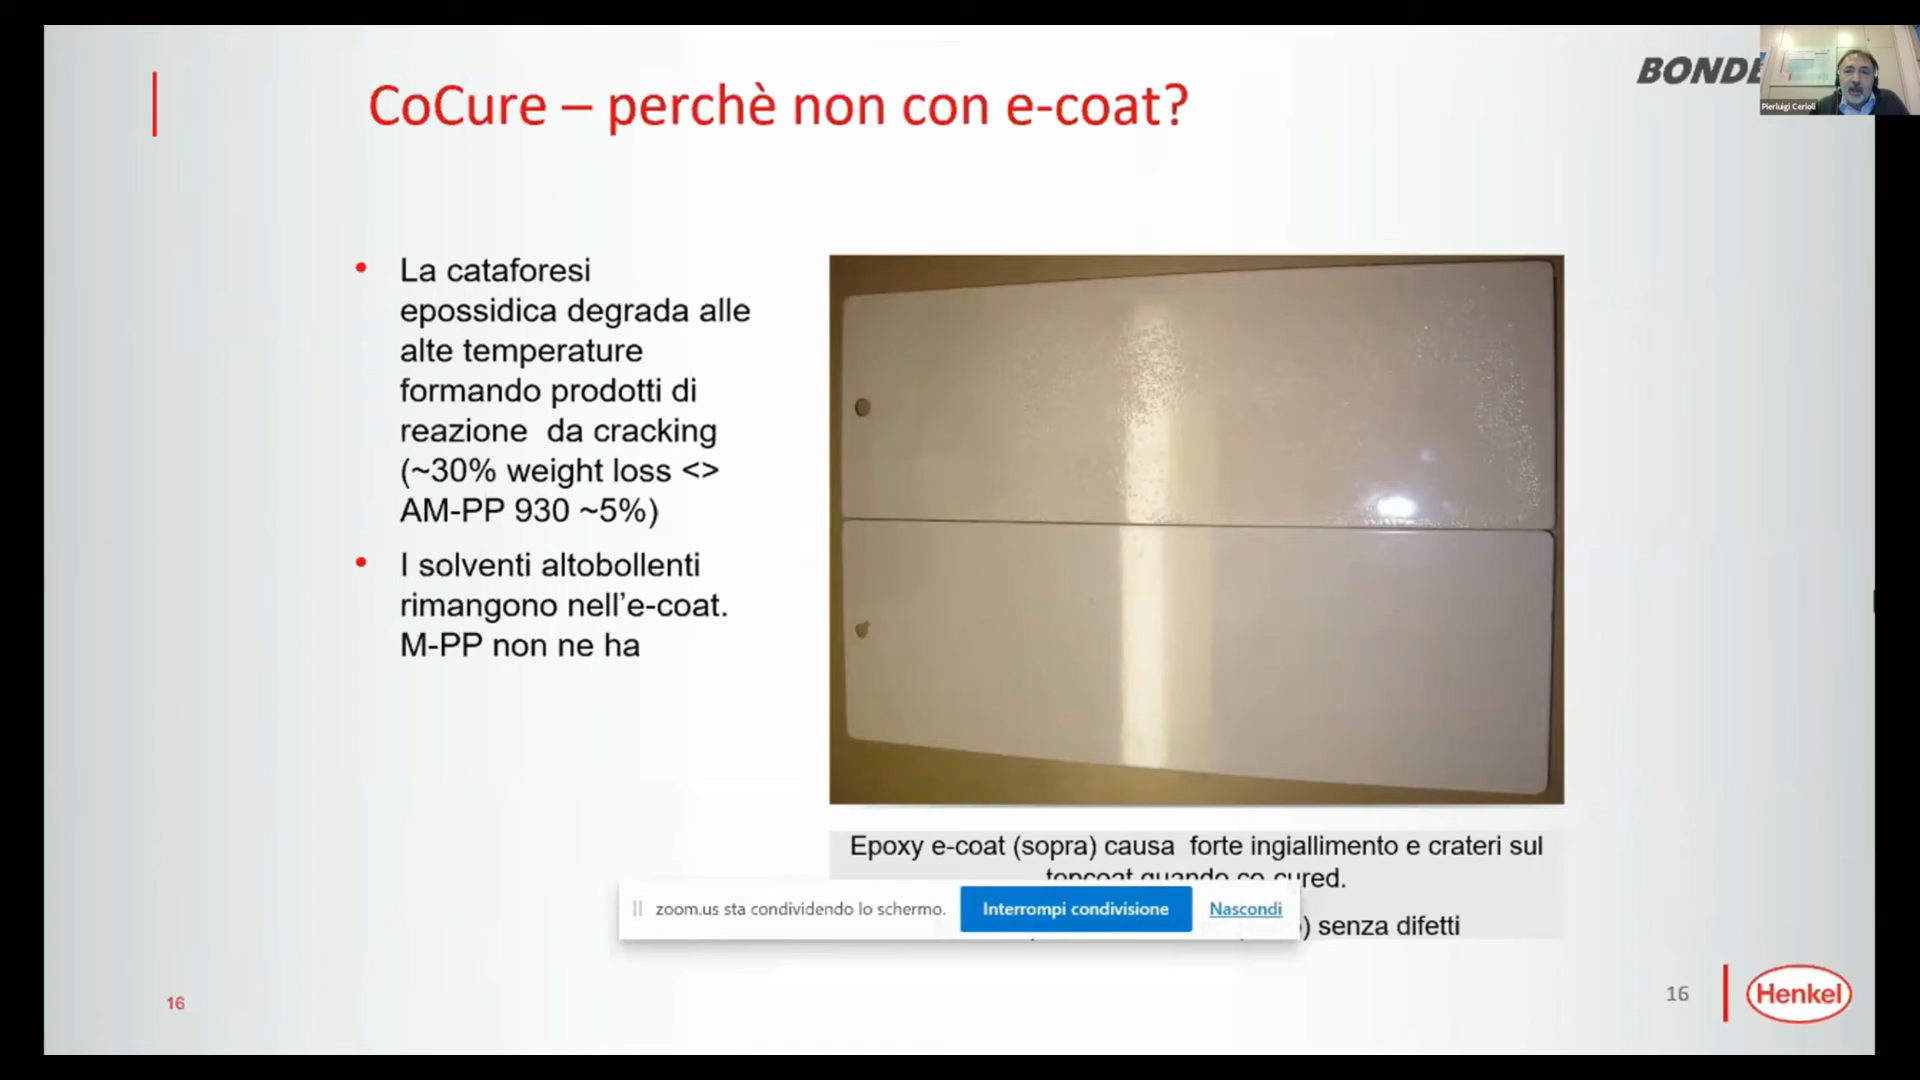 BONDE
Pierluigi Cerioli
CoCure – perchè non con e-coat?
• La cataforesi
epossidica degrada alle
alte temperature
formando prodotti di
reazione da cracking
(~30% weight loss <>
AM-PP 930 ~5%)
• I solventi altobollenti
rimangono nell’e-coat.
M-PP non ne ha
Epoxy e-coat (sopra) causa forte ingiallimento e crateri sul
topcoat quando co-cured.
) senza difetti
zoom.us sta condividendo lo schermo.
Interrompi condivisione
Nascondi
16
16
Henkel